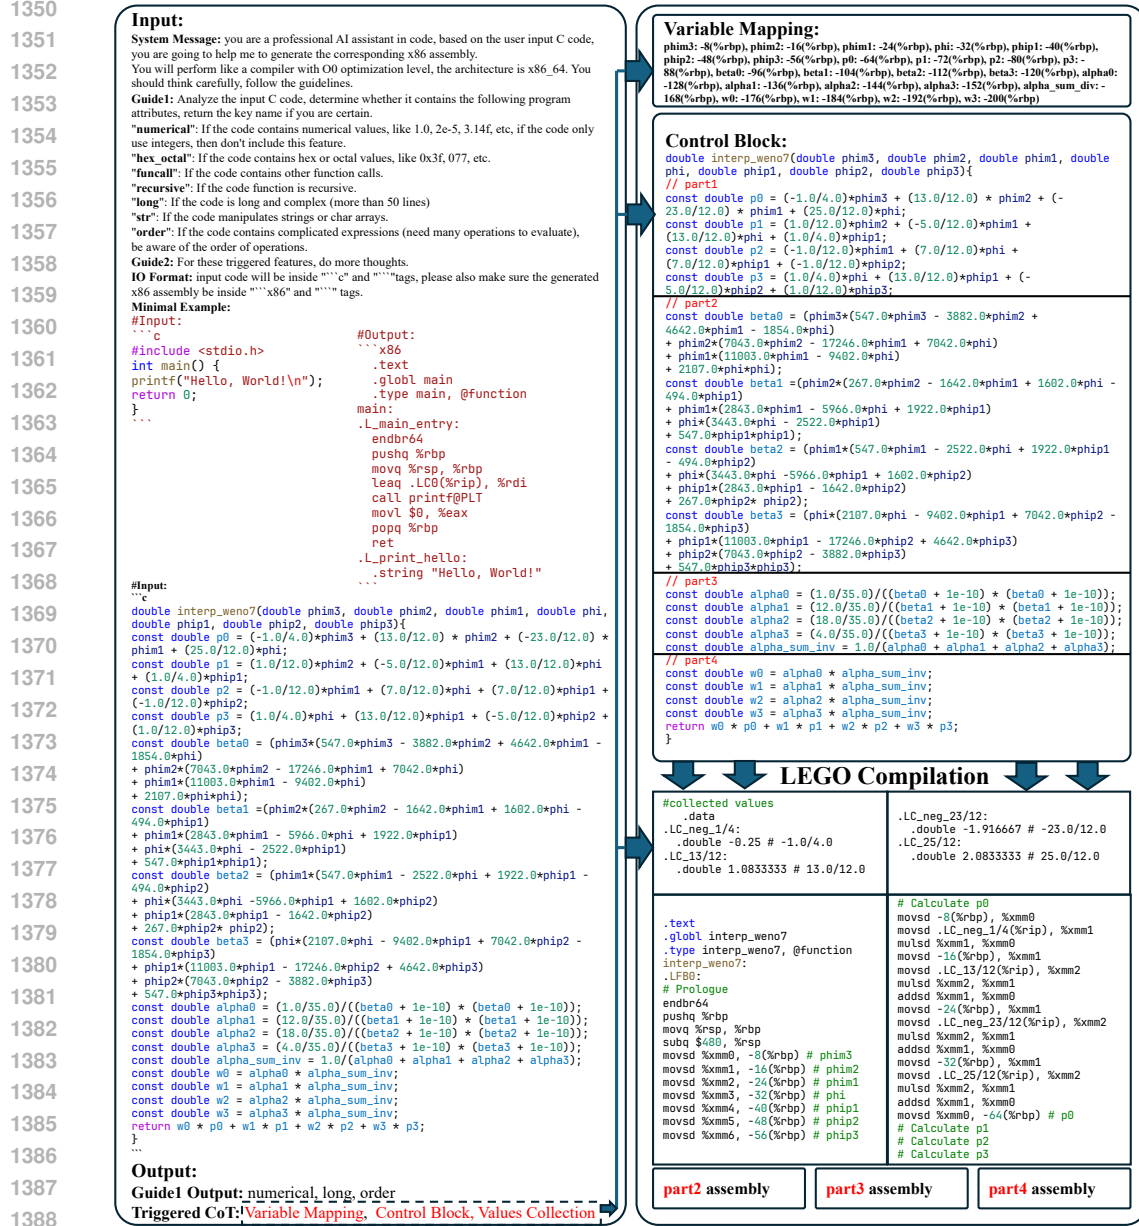 1350
1351
1352
1353
1354
1355
1356
1357
1358
1359
1360
1361
1362
1363
1364
1365
1366
1367
1368
1369
1370
1371
1372
1373
1374
1375
1376
1377
1378
1379
1380
1381
1382
1383
1384
1385
1386
1387
1388
Input:
System Message: you are a professional AI assistant in code, based on the user input C code,
you are going to help me to generate the corresponding x86 assembly.
You will perform like a compiler with O0 optimization level, the architecture is x86_64. You
should think carefully, follow the guidelines.
Guide1: Analyze the input C code, determine whether it contains the following program
attributes, return the key name if you are certain.
"numerical": If the code contains numerical values, like 1.0, 2e-5, 3.14f, etc, if the code only
use integers, then don't include this feature.
"hex_octal": If the code contains hex or octal values, like 0x3f, 077, etc.
"funcall": If the code contains other function calls.
"recursive": If the code function is recursive.
"long": If the code is long and complex (more than 50 lines)
"str": If the code manipulates strings or char arrays.
"order": If the code contains complicated expressions (need many operations to evaluate),
be aware of the order of operations.
Guide2: For these triggered features, do more thoughts.
IO Format: input code will be inside "```c" and "```"tags, please also make sure the generated
x86 assembly be inside "```x86" and "```" tags.
Minimal Example:
#Input:
```c
#include <stdio.h>
int main() {
printf("Hello, World!\n");
return 0;
}
```
#Output:
```x86
.text
.globl main
.type main, @function
main:
.L_main_entry:
endbr64
pushq %rbp
movq %rsp, %rbp
leaq .LC0(%rip), %rdi
call printf@PLT
movl $0, %eax
popq %rbp
ret
.L_print_hello:
.string "Hello, World!"
```
#Input:
```c
double interp_weno7(double phim3, double phim2, double phim1, double phi,
double phip1, double phip2, double phip3){
const double p0 = (-1.0/4.0)*phim3 + (13.0/12.0) * phim2 + (-23.0/12.0) *
phim1 + (25.0/12.0)*phi;
const double p1 = (1.0/12.0)*phim2 + (-5.0/12.0)*phim1 + (13.0/12.0)*phi
+ (1.0/4.0)*phip1;
const double p2 = (-1.0/12.0)*phim1 + (7.0/12.0)*phi + (7.0/12.0)*phip1 +
(-1.0/12.0)*phip2;
const double p3 = (1.0/4.0)*phi + (13.0/12.0)*phip1 + (-5.0/12.0)*phip2 +
(1.0/12.0)*phip3;
const double beta0 = (phim3*(547.0*phim3 - 3882.0*phim2 + 4642.0*phim1 -
1854.0*phi)
+ phim2*(7043.0*phim2 - 17246.0*phim1 + 7042.0*phi)
+ phim1*(11003.0*phim1 - 9402.0*phi)
+ 2107.0*phi*phi);
const double beta1 =(phim2*(267.0*phim2 - 1642.0*phim1 + 1602.0*phi -
494.0*phip1)
+ phim1*(2843.0*phim1 - 5966.0*phi + 1922.0*phip1)
+ phi*(3443.0*phi - 2522.0*phip1)
+ 547.0*phip1*phip1);
const double beta2 = (phim1*(547.0*phim1 - 2522.0*phi + 1922.0*phip1 -
494.0*phip2)
+ phi*(3443.0*phi -5966.0*phip1 + 1602.0*phip2)
+ phip1*(2843.0*phip1 - 1642.0*phip2)
+ 267.0*phip2* phip2);
const double beta3 = (phi*(2107.0*phi - 9402.0*phip1 + 7042.0*phip2 -
1854.0*phip3)
+ phip1*(11003.0*phip1 - 17246.0*phip2 + 4642.0*phip3)
+ phip2*(7043.0*phip2 - 3882.0*phip3)
+ 547.0*phip3*phip3);
const double alpha0 = (1.0/35.0)/((beta0 + 1e-10) * (beta0 + 1e-10));
const double alpha1 = (12.0/35.0)/((beta1 + 1e-10) * (beta1 + 1e-10));
const double alpha2 = (18.0/35.0)/((beta2 + 1e-10) * (beta2 + 1e-10));
const double alpha3 = (4.0/35.0)/((beta3 + 1e-10) * (beta3 + 1e-10));
const double alpha_sum_inv = 1.0/(alpha0 + alpha1 + alpha2 + alpha3);
const double w0 = alpha0 * alpha_sum_inv;
const double w1 = alpha1 * alpha_sum_inv;
const double w2 = alpha2 * alpha_sum_inv;
const double w3 = alpha3 * alpha_sum_inv;
return w0 * p0 + w1 * p1 + w2 * p2 + w3 * p3;
}
```
Output:
Guide1 Output: numerical, long, order
Triggered CoT: Variable Mapping, Control Block, Values Collection
Variable Mapping:
phim3: -8(%rbp), phim2: -16(%rbp), phim1: -24(%rbp), phi: -32(%rbp), phip1: -40(%rbp),
phip2: -48(%rbp), phip3: -56(%rbp), p0: -64(%rbp), p1: -72(%rbp), p2: -80(%rbp), p3: -
88(%rbp), beta0: -96(%rbp), beta1: -104(%rbp), beta2: -112(%rbp), beta3: -120(%rbp), alpha0:
-128(%rbp), alpha1: -136(%rbp), alpha2: -144(%rbp), alpha3: -152(%rbp), alpha_sum_div: -
168(%rbp), w0: -176(%rbp), w1: -184(%rbp), w2: -192(%rbp), w3: -200(%rbp)
Control Block:
double interp_weno7(double phim3, double phim2, double phim1, double
phi, double phip1, double phip2, double phip3){
// part1
const double p0 = (-1.0/4.0)*phim3 + (13.0/12.0) * phim2 + (-
23.0/12.0) * phim1 + (25.0/12.0)*phi;
const double p1 = (1.0/12.0)*phim2 + (-5.0/12.0)*phim1 +
(13.0/12.0)*phi + (1.0/4.0)*phip1;
const double p2 = (-1.0/12.0)*phim1 + (7.0/12.0)*phi +
(7.0/12.0)*phip1 + (-1.0/12.0)*phip2;
const double p3 = (1.0/4.0)*phi + (13.0/12.0)*phip1 + (-
5.0/12.0)*phip2 + (1.0/12.0)*phip3;
// part2
const double beta0 = (phim3*(547.0*phim3 - 3882.0*phim2 +
4642.0*phim1 - 1854.0*phi)
+ phim2*(7043.0*phim2 - 17246.0*phim1 + 7042.0*phi)
+ phim1*(11003.0*phim1 - 9402.0*phi)
+ 2107.0*phi*phi);
const double beta1 =(phim2*(267.0*phim2 - 1642.0*phim1 + 1602.0*phi -
494.0*phip1)
+ phim1*(2843.0*phim1 - 5966.0*phi + 1922.0*phip1)
+ phi*(3443.0*phi - 2522.0*phip1)
+ 547.0*phip1*phip1);
const double beta2 = (phim1*(547.0*phim1 - 2522.0*phi + 1922.0*phip1
- 494.0*phip2)
+ phi*(3443.0*phi -5966.0*phip1 + 1602.0*phip2)
+ phip1*(2843.0*phip1 - 1642.0*phip2)
+ 267.0*phip2* phip2);
const double beta3 = (phi*(2107.0*phi - 9402.0*phip1 + 7042.0*phip2 -
1854.0*phip3)
+ phip1*(11003.0*phip1 - 17246.0*phip2 + 4642.0*phip3)
+ phip2*(7043.0*phip2 - 3882.0*phip3)
+ 547.0*phip3*phip3);
// part3
const double alpha0 = (1.0/35.0)/((beta0 + 1e-10) * (beta0 + 1e-10));
const double alpha1 = (12.0/35.0)/((beta1 + 1e-10) * (beta1 + 1e-10));
const double alpha2 = (18.0/35.0)/((beta2 + 1e-10) * (beta2 + 1e-10));
const double alpha3 = (4.0/35.0)/((beta3 + 1e-10) * (beta3 + 1e-10));
const double alpha_sum_inv = 1.0/(alpha0 + alpha1 + alpha2 + alpha3);
// part4
const double w0 = alpha0 * alpha_sum_inv;
const double w1 = alpha1 * alpha_sum_inv;
const double w2 = alpha2 * alpha_sum_inv;
const double w3 = alpha3 * alpha_sum_inv;
return w0 * p0 + w1 * p1 + w2 * p2 + w3 * p3;
}
LEGO Compilation
#collected values
.data
.LC_neg_1/4:
.double -0.25 # -1.0/4.0
.LC_13/12:
.double 1.0833333 # 13.0/12.0
.LC_neg_23/12:
.double -1.916667 # -23.0/12.0
.LC_25/12:
.double 2.0833333 # 25.0/12.0
.text
.globl interp_weno7
.type interp_weno7, @function
interp_weno7:
.LFB0:
# Prologue
endbr64
pushq %rbp
movq %rsp, %rbp
subq $480, %rsp
movsd %xmm0, -8(%rbp) # phim3
movsd %xmm1, -16(%rbp) # phim2
movsd %xmm2, -24(%rbp) # phim1
movsd %xmm3, -32(%rbp) # phi
movsd %xmm4, -40(%rbp) # phip1
movsd %xmm5, -48(%rbp) # phip2
movsd %xmm6, -56(%rbp) # phip3
# Calculate p0
movsd -8(%rbp), %xmm0
movsd .LC_neg_1/4(%rip), %xmm1
mulsd %xmm1, %xmm0
movsd -16(%rbp), %xmm1
movsd .LC_13/12(%rip), %xmm2
mulsd %xmm2, %xmm1
addsd %xmm1, %xmm0
movsd -24(%rbp), %xmm1
movsd .LC_neg_23/12(%rip), %xmm2
mulsd %xmm2, %xmm1
addsd %xmm1, %xmm0
movsd -32(%rbp), %xmm1
movsd .LC_25/12(%rip), %xmm2
mulsd %xmm2, %xmm1
addsd %xmm1, %xmm0
movsd %xmm0, -64(%rbp) # p0
# Calculate p1
# Calculate p2
# Calculate p3
part2 assembly
part3 assembly
part4 assembly